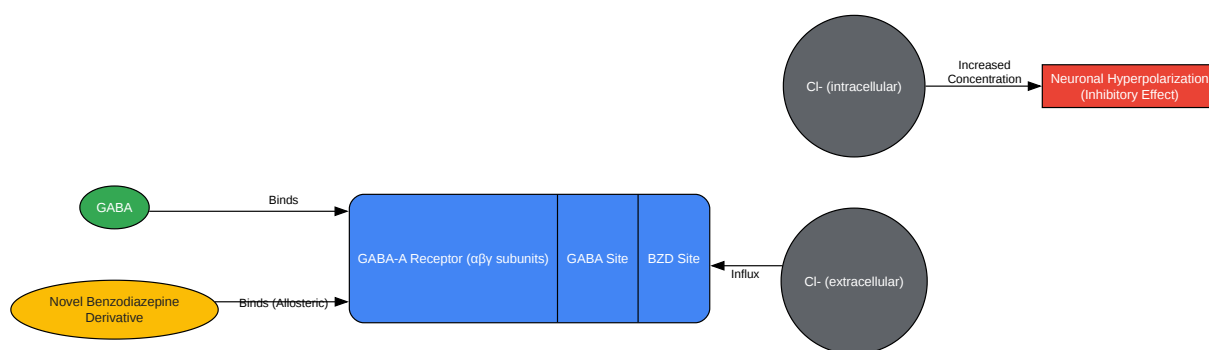 Increased
Concentration
Cl- (intracellular)
Neuronal Hyperpolarization
(Inhibitory Effect)
GABA
Binds
GABA-A Receptor (αβγ subunits)
GABA Site
BZD Site
Influx
Cl- (extracellular)
Novel Benzodiazepine
Derivative
Binds (Allosteric)